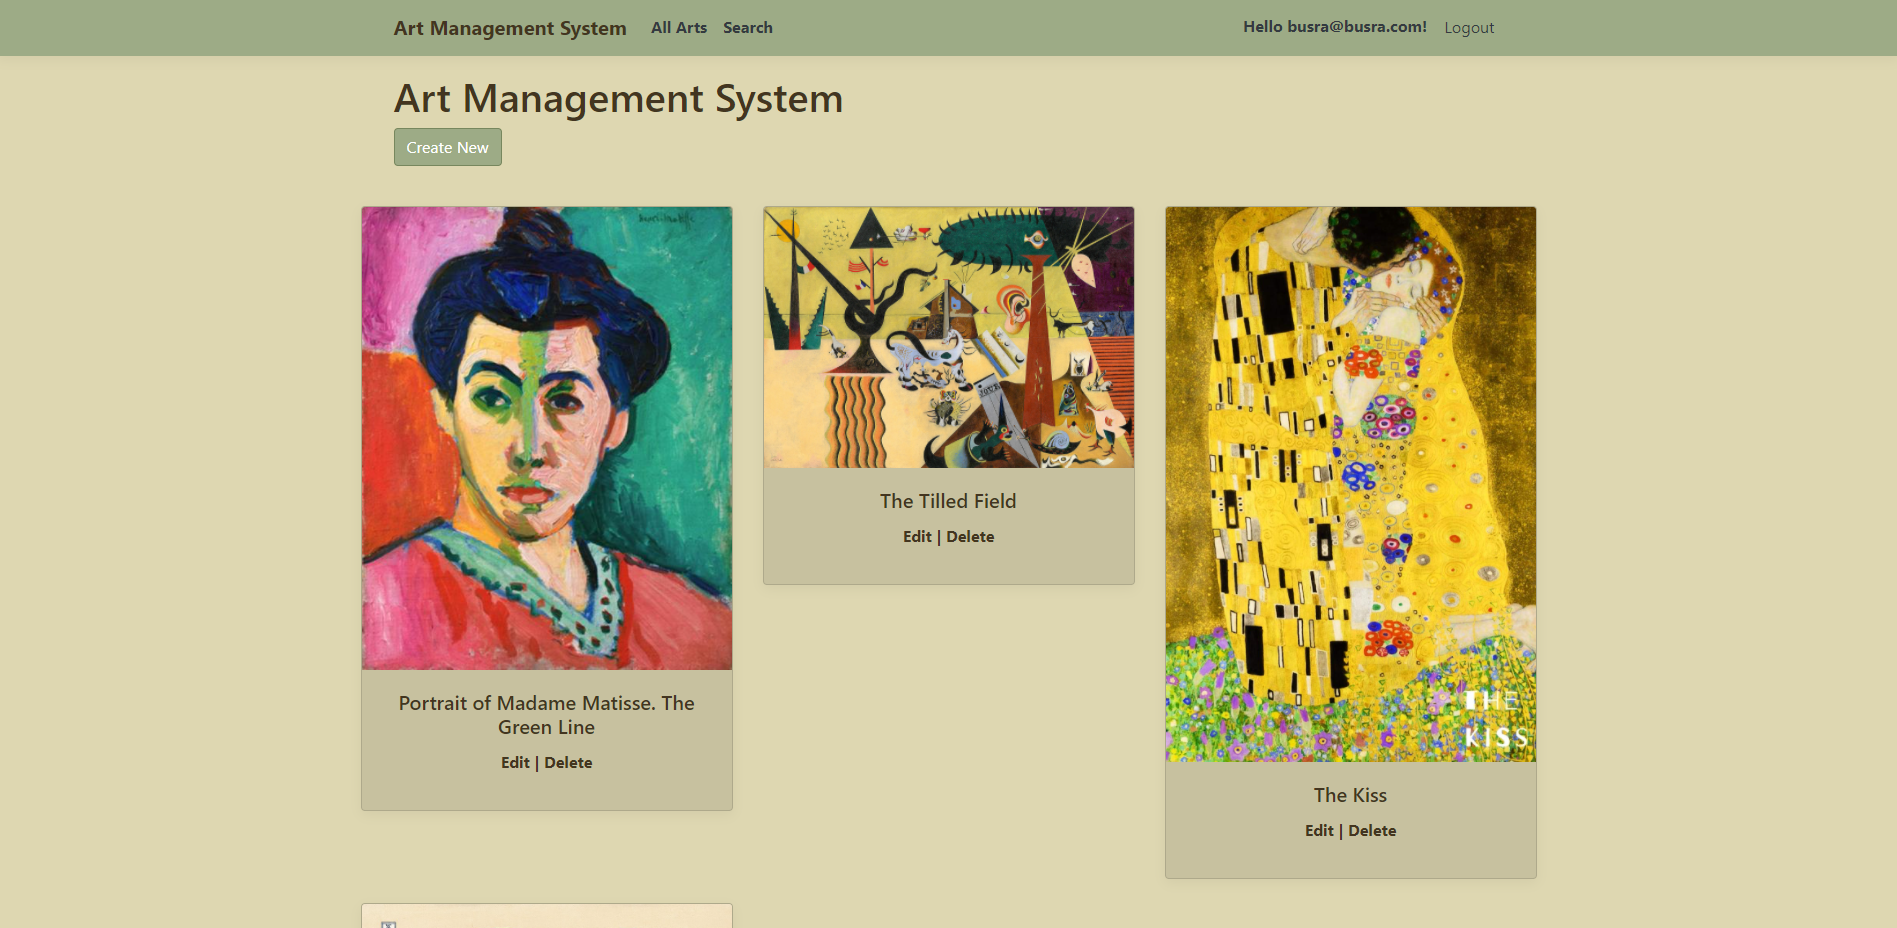 Art Management System All Arts Search Hello busra@busra.com! Logout
Art Management System
Create New
JOUR
Portrait of Madame Matisse. The
Green Line
Edit | Delete
The Tilled Field
Edit | Delete
THE
KISS
The Kiss
Edit | Delete